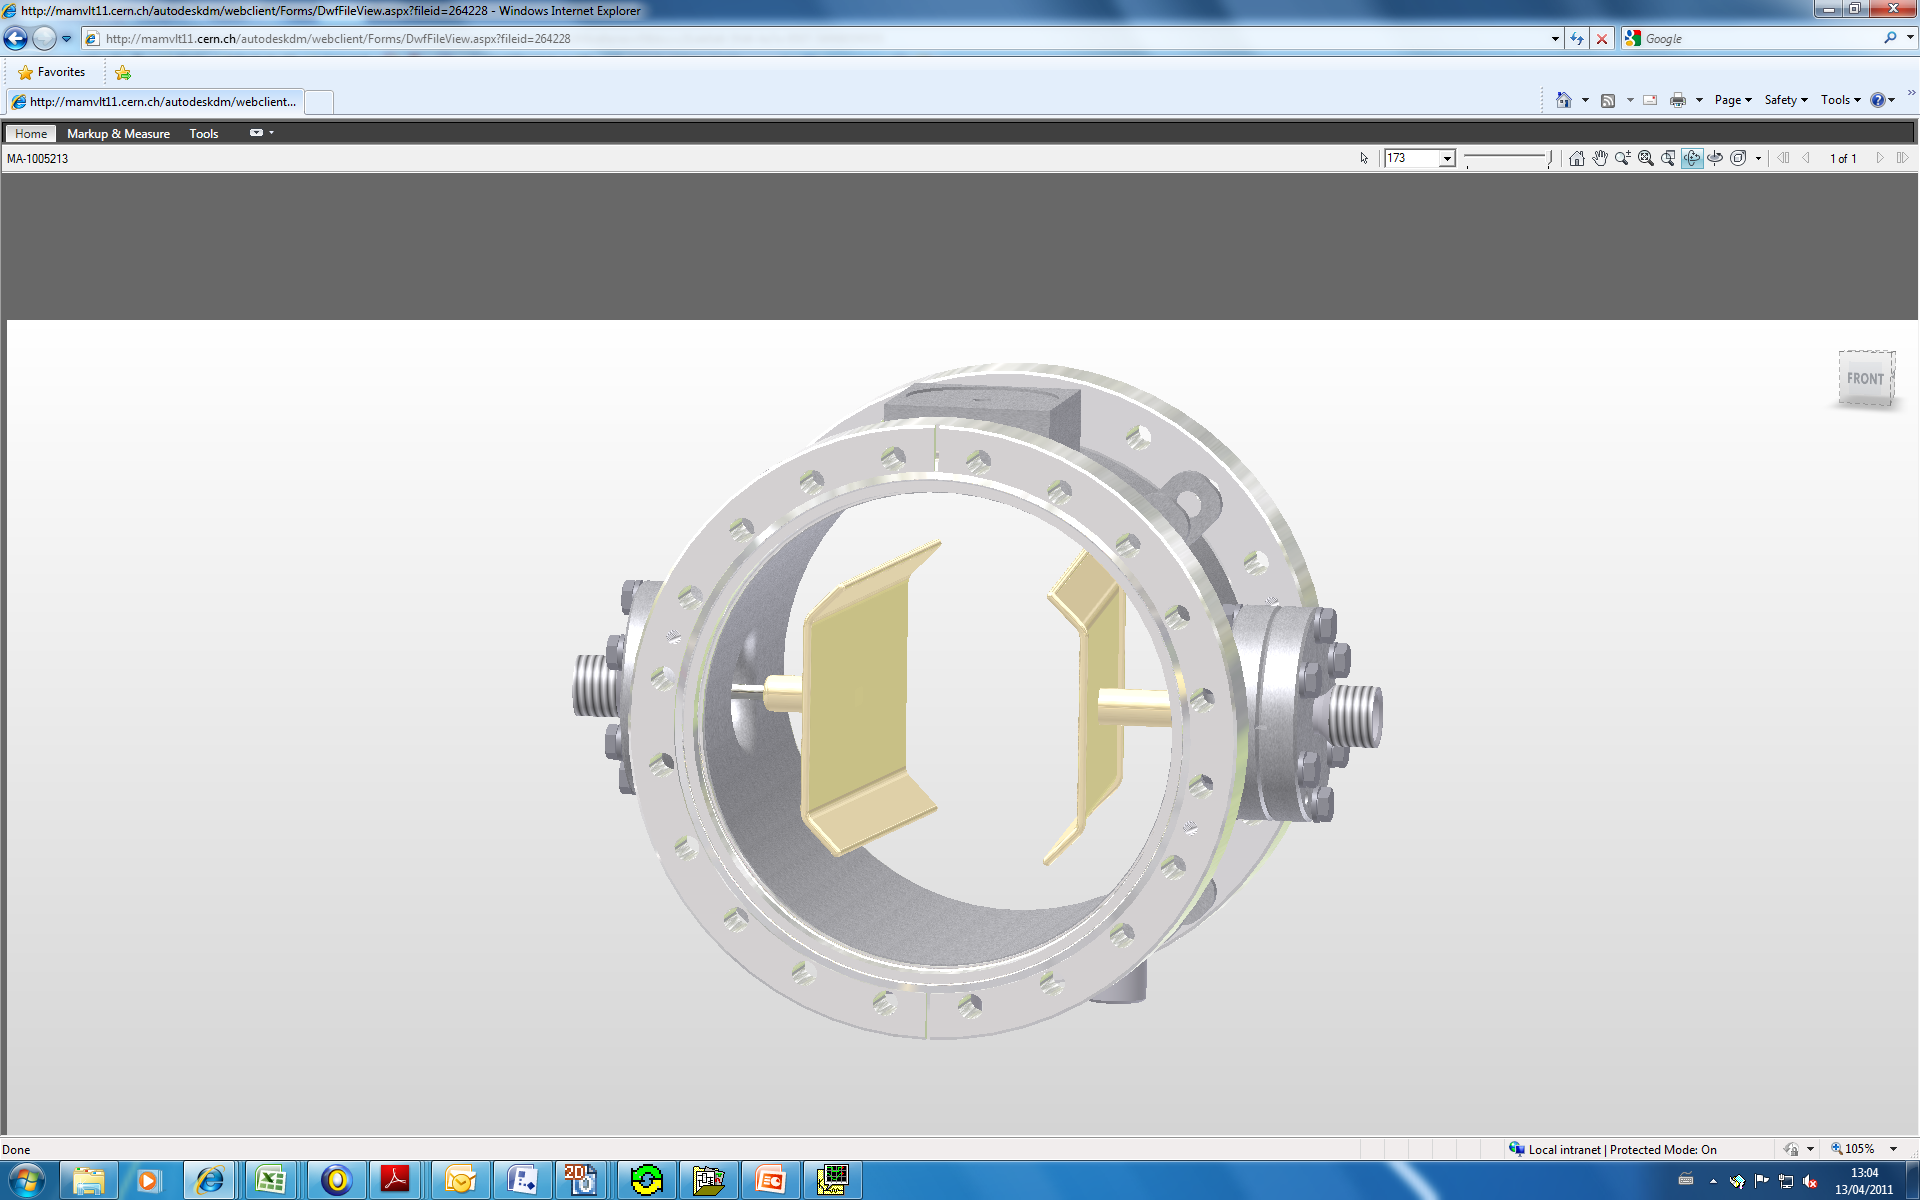 http://mamvlt11.cern.ch/autodeskdm/webclient/Forms/DwfFileView.aspx?fileid=264228 - Windows Internet Explorer
http://mamvlt11.cern.ch/autodeskdm/webclient/Forms/DwfFileView.aspx?fileid=264228
Google
Favorites
http://mamvlt11.cern.ch/autodeskdm/webclient...
Page
Safety
Tools
Home
Markup & Measure
Tools
MA-1005213
173
1 of 1
FRONT
Done
Local intranet | Protected Mode: On
105%
2D
13:04
13/04/2011